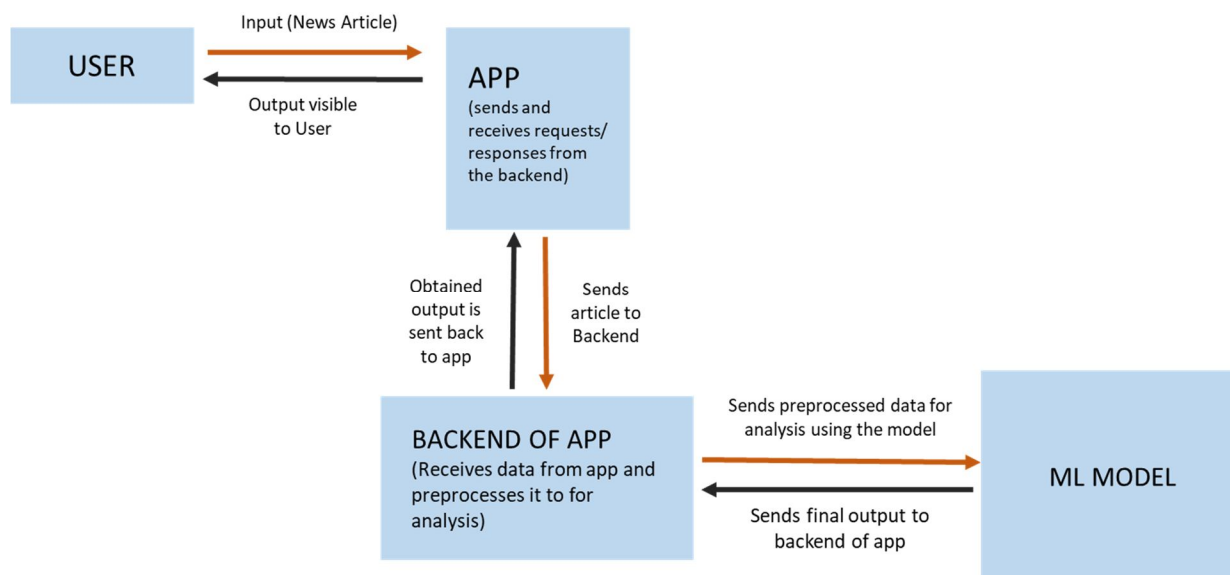 Input (News Article)
USER
Output visible
to User
APP
(sends and
receives requests/
responses from
the backend)
Obtained
output is
sent back
to app
Sends
article to
Backend
BACKEND OF APP
(Receives data from app and
preprocesses it to for
analysis)
Sends preprocessed data for
analysis using the model
Sends final output to
backend of app
ML MODEL